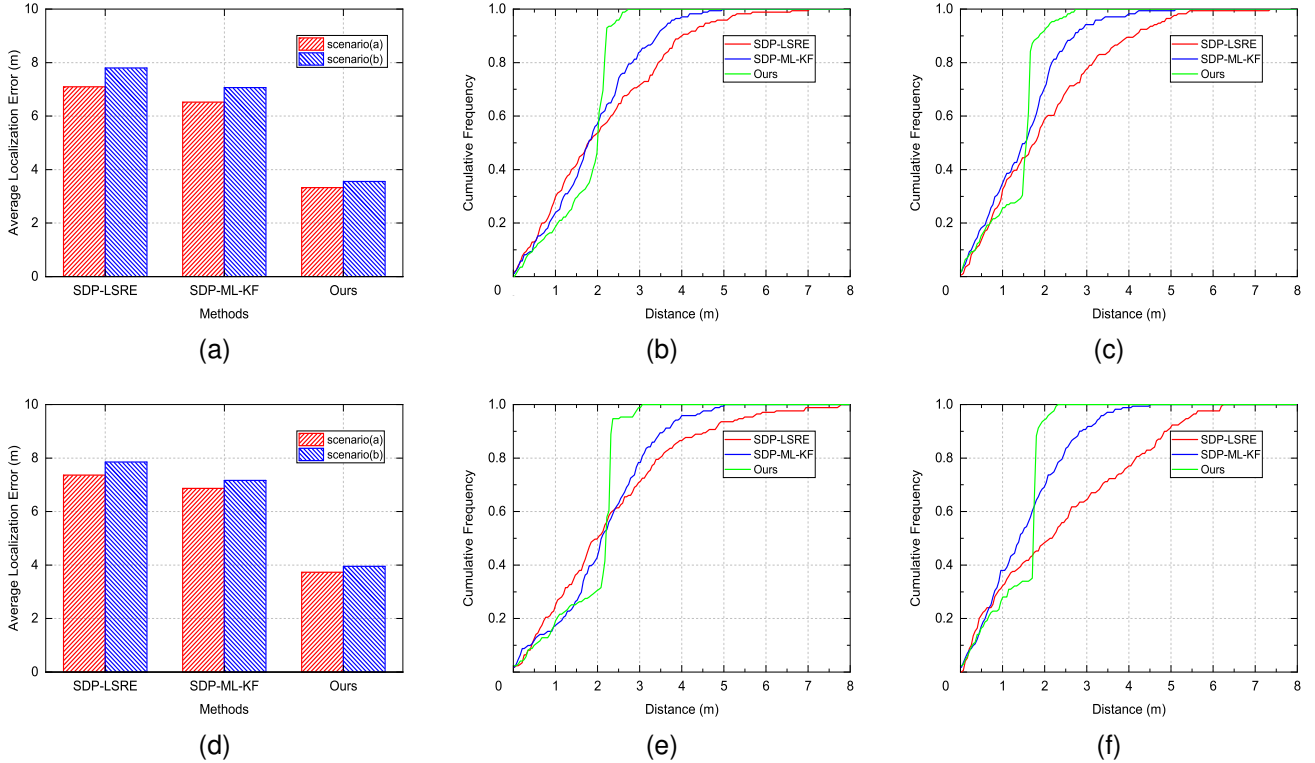 10
8
6
4
2
0
Average Localization Error (m)
scenario(a)
scenario(b)
SDP-LSRE SDP-ML-KF Ours
Methods
(a)
1.0
0.8
0.6
0.4
0.2
Cumulative Frequency
SDP-LSRE
SDP-ML-KF
Ours
0 1 2 3 4 5 6 7 8
Distance (m)
(b)
1.0
0.8
0.6
0.4
0.2
Cumulative Frequency
SDP-LSRE
SDP-ML-KF
Ours
0 1 2 3 4 5 6 7 8
Distance (m)
(c)
10
8
6
4
2
0
Average Localization Error (m)
scenario(a)
scenario(b)
SDP-LSRE SDP-ML-KF Ours
Methods
(d)
1.0
0.8
0.6
0.4
0.2
Cumulative Frequency
SDP-LSRE
SDP-ML-KF
Ours
0 1 2 3 4 5 6 7 8
Distance (m)
(e)
1.0
0.8
0.6
0.4
0.2
Cumulative Frequency
SDP-LSRE
SDP-ML-KF
Ours
0 1 2 3 4 5 6 7 8
Distance (m)
(f)